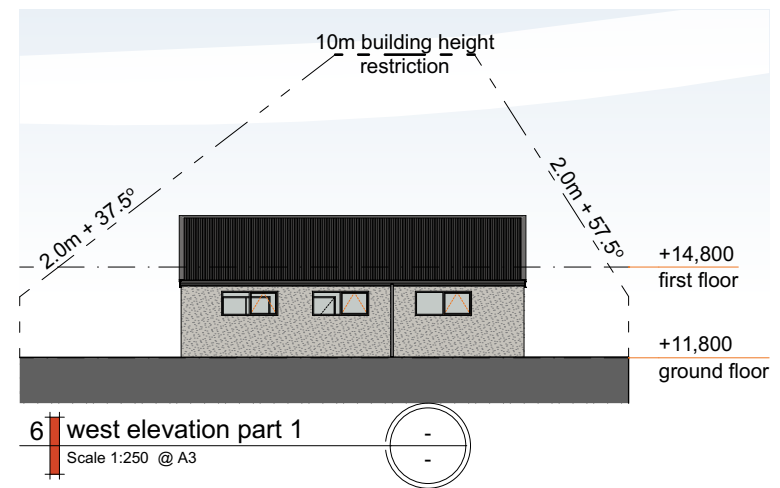 10m building height
restriction
2.0m + 37.5º
2.0m + 57.5º
+14,800
first floor
+11,800
ground floor
6 west elevation part 1
Scale 1:250 @ A3
-
-